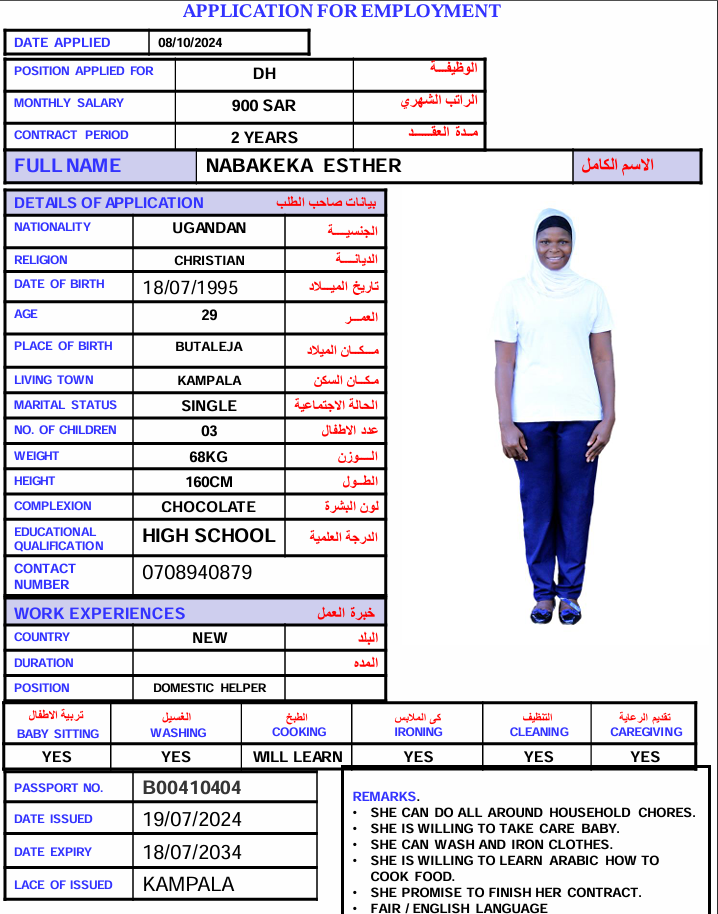 APPLICATION FOR EMPLOYMENT
DATE APPLIED 08/10/2024
POSITION APPLIED FOR DH الوظيفـــة
MONTHLY SALARY 900 SAR الراتب الشهري
CONTRACT PERIOD 2 YEARS مـدة العقـــــد
FULL NAME NABAKEKA ESTHER الاسم الكامل
DETAILS OF APPLICATION بيانات صاحب الطلب
NATIONALITY UGANDAN الجنسيـــة
RELIGION CHRISTIAN الديانــــة
DATE OF BIRTH 18/07/1995 تاريخ الميـــلاد
AGE 29 العمـــر
PLACE OF BIRTH BUTALEJA مــكــان الميلاد
LIVING TOWN KAMPALA مكــان السكن
MARITAL STATUS SINGLE الحالة الاجتماعية
NO. OF CHILDREN 03 عدد الاطفال
WEIGHT 68KG الــــوزن
HEIGHT 160CM الطــول
COMPLEXION CHOCOLATE لون البشرة
EDUCATIONAL QUALIFICATION HIGH SCHOOL الدرجة العلمية
CONTACT NUMBER 0708940879
WORK EXPERIENCES خبرة العمل
COUNTRY NEW البلد
DURATION المده
POSITION DOMESTIC HELPER
تربية الاطفال الغسيل الطبخ كى الملابس التنظيف تقديم الرعاية
BABY SITTING WASHING COOKING IRONING CLEANING CAREGIVING
YES YES WILL LEARN YES YES YES
PASSPORT NO. B00410404
DATE ISSUED 19/07/2024
DATE EXPIRY 18/07/2034
LACE OF ISSUED KAMPALA
REMARKS.
• SHE CAN DO ALL AROUND HOUSEHOLD CHORES.
• SHE IS WILLING TO TAKE CARE BABY.
• SHE CAN WASH AND IRON CLOTHES.
• SHE IS WILLING TO LEARN ARABIC HOW TO
COOK FOOD.
• SHE PROMISE TO FINISH HER CONTRACT.
• FAIR / ENGLISH LANGUAGE